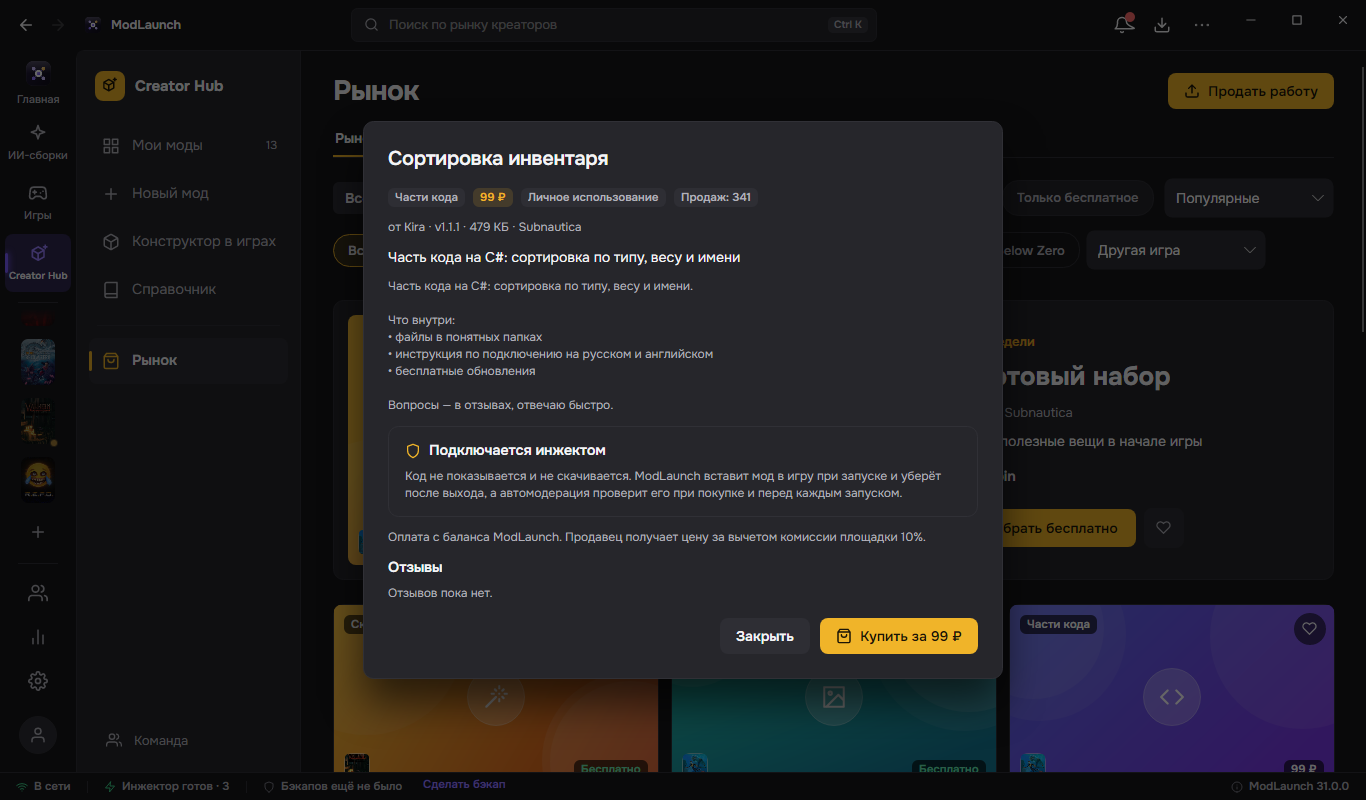 ModLaunch
Поиск по рынку креаторов
Ctrl K
Главная
ИИ-сборки
Игры
Creator Hub
Creator Hub
Мои моды
13
Новый мод
Конструктор в играх
Справочник
Рынок
Команда
Рынок
Продать работу
Рын
Вс
Только бесплатное
Популярные
Вс
elow Zero
Другая игра
Сортировка инвентаря
Части кода
99 ₽
Личное использование
Продаж: 341
от Kira · v1.1.1 · 479 КБ · Subnautica
Часть кода на C#: сортировка по типу, весу и имени
Часть кода на C#: сортировка по типу, весу и имени.
Что внутри:
• файлы в понятных папках
• инструкция по подключению на русском и английском
• бесплатные обновления
Вопросы — в отзывах, отвечаю быстро.
Подключается инжектом
Код не показывается и не скачивается. ModLaunch вставит мод в игру при запуске и уберёт
после выхода, а автомодерация проверит его при покупке и перед каждым запуском.
Оплата с баланса ModLaunch. Продавец получает цену за вычетом комиссии площадки 10%.
Отзывы
Отзывов пока нет.
Закрыть
Купить за 99 ₽
дели
товый набор
Subnautica
полезные вещи в начале игры
in
брать бесплатно
Части кода
Бесплатно
Бесплатно
99 ₽
В сети
Инжектор готов · 3
Бэкапов ещё не было
Сделать бэкап
ModLaunch 31.0.0